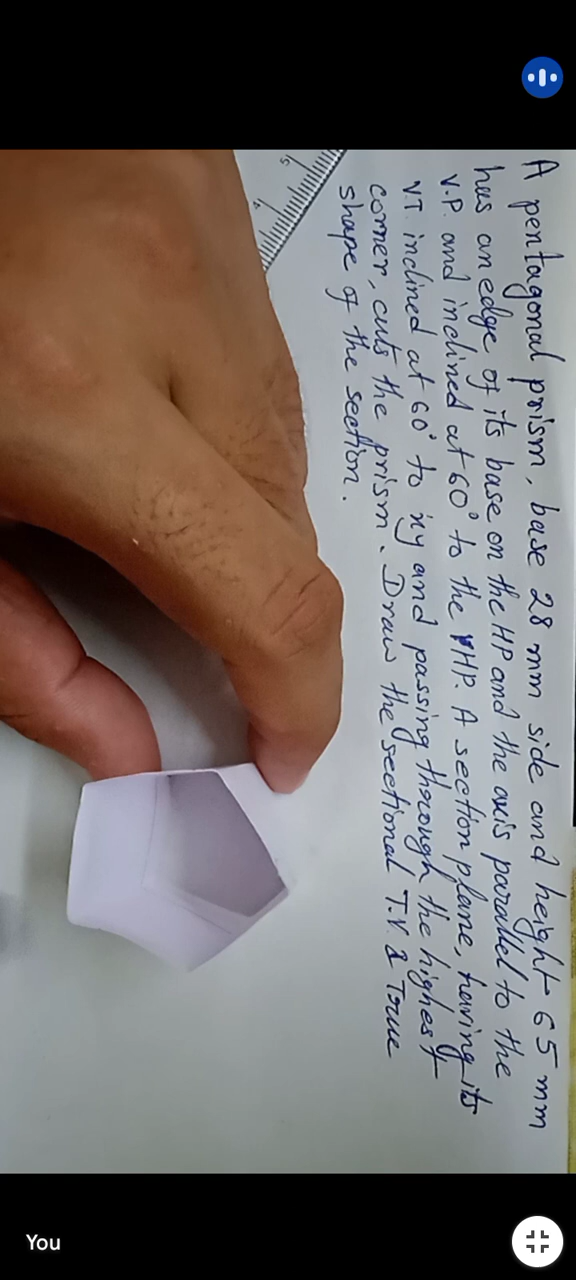 A pentagonal prism, base 28 mm side and height 65 mm
has an edge of its base on the HP and the axis parallel to the
V.P. and inclined at 60° to the HP. A section plane, having its
V.T. inclined at 60° to xy and passing through the highest
corner, cuts the prism. Draw the sectional T.V. & True
shape of the section.
You